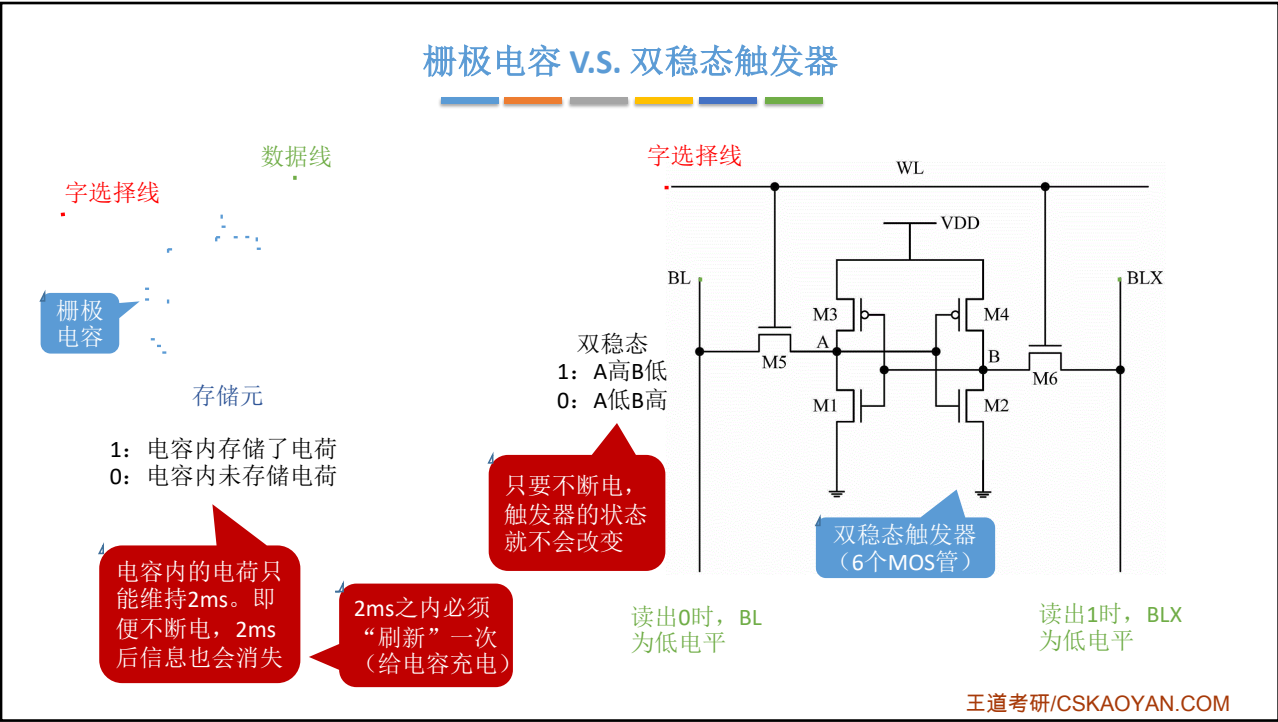 栅极电容 V.S. 双稳态触发器
数据线
字选择线
栅极
电容
存储元
1：电容内存储了电荷
0：电容内未存储电荷
电容内的电荷只
能维持2ms。即
便不断电，2ms
后信息也会消失
2ms之内必须
“刷新”一次
（给电容充电）
字选择线
WL
VDD
BL
BLX
M3
M4
A
B
M5
M6
M1
M2
双稳态
1：A高B低
0：A低B高
只要不断电，
触发器的状态
就不会改变
双稳态触发器
（6个MOS管）
读出0时，BL
为低电平
读出1时，BLX
为低电平
王道考研/CSKAOYAN.COM